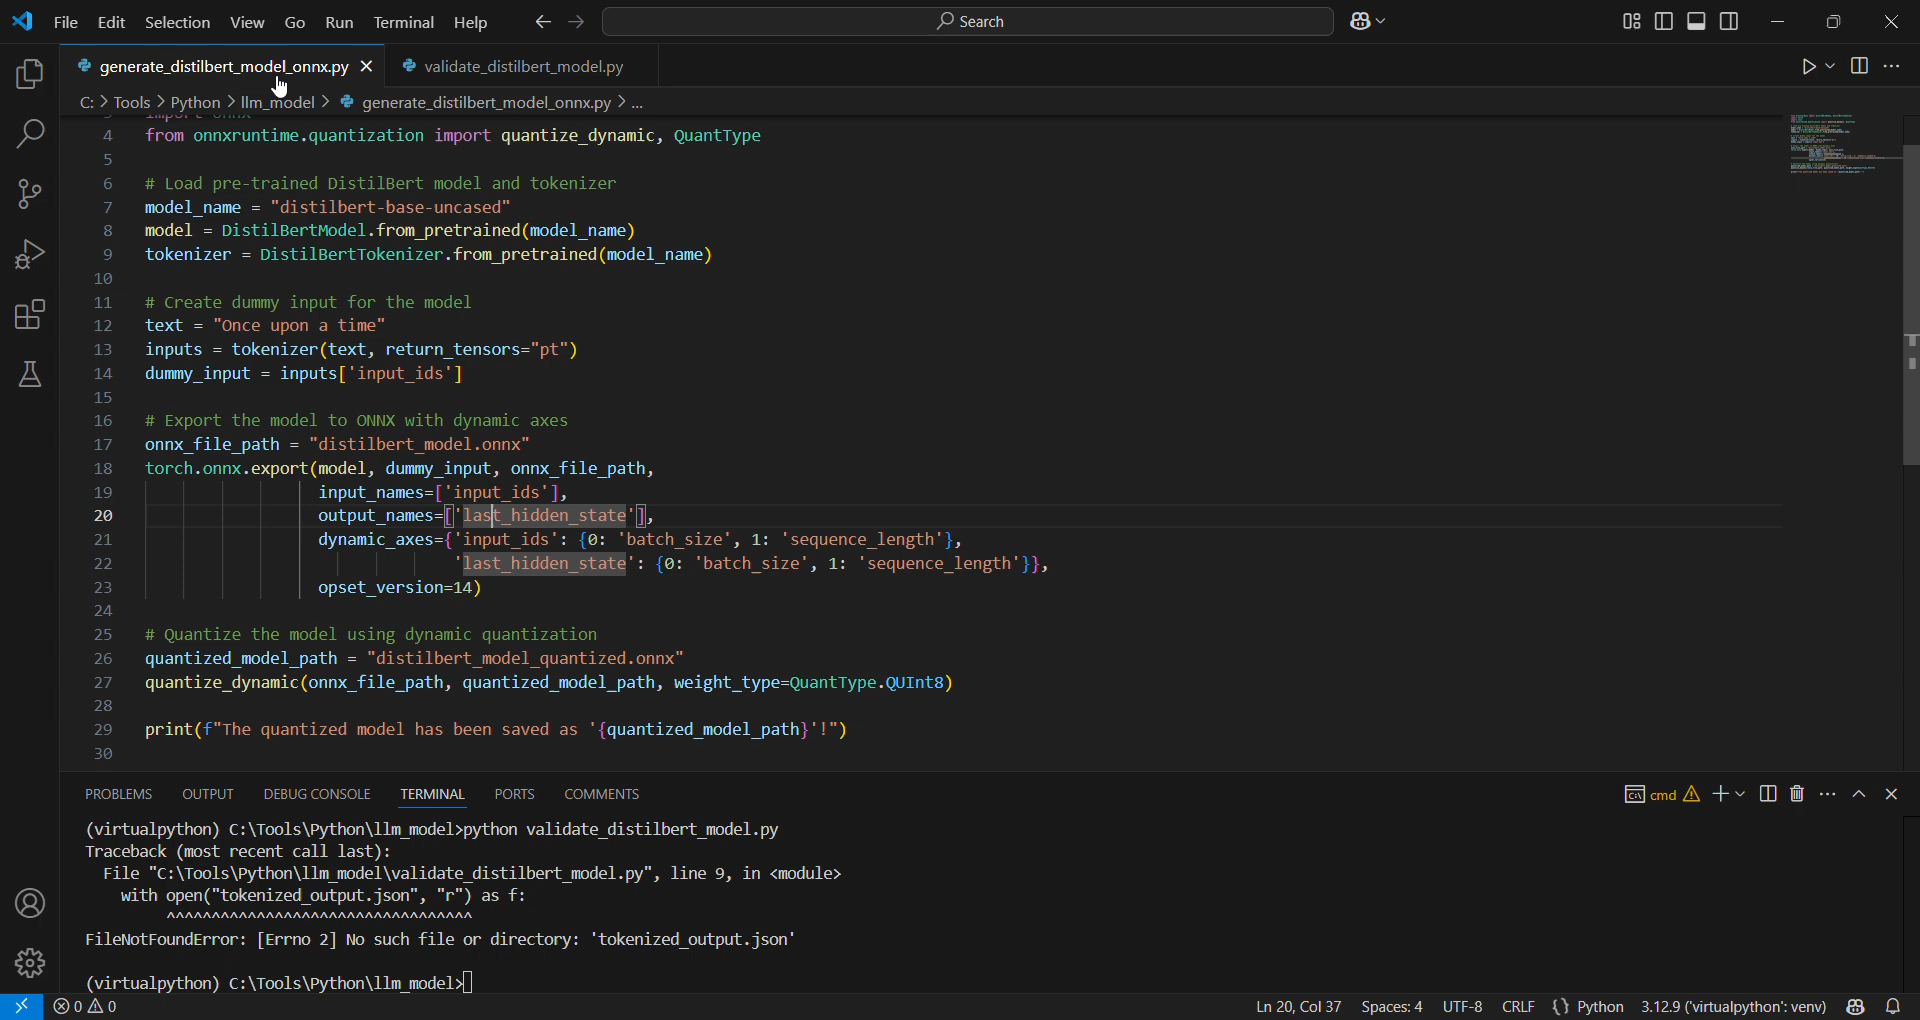 File Edit Selection View Go Run Terminal Help Search
generate_distilbert_model_onnx.py validate_distilbert_model.py
C: > Tools > Python > llm_model > generate_distilbert_model_onnx.py > ...
3 import onnx
4 from onnxruntime.quantization import quantize_dynamic, QuantType
5
6 # Load pre-trained DistilBert model and tokenizer
7 model_name = "distilbert-base-uncased"
8 model = DistilBertModel.from_pretrained(model_name)
9 tokenizer = DistilBertTokenizer.from_pretrained(model_name)
10
11 # Create dummy input for the model
12 text = "Once upon a time"
13 inputs = tokenizer(text, return_tensors="pt")
14 dummy_input = inputs['input_ids']
15
16 # Export the model to ONNX with dynamic axes
17 onnx_file_path = "distilbert_model.onnx"
18 torch.onnx.export(model, dummy_input, onnx_file_path,
19 input_names=['input_ids'],
20 output_names=['last_hidden_state'],
21 dynamic_axes={'input_ids': {0: 'batch_size', 1: 'sequence_length'},
22 'last_hidden_state': {0: 'batch_size', 1: 'sequence_length'}},
23 opset_version=14)
24
25 # Quantize the model using dynamic quantization
26 quantized_model_path = "distilbert_model_quantized.onnx"
27 quantize_dynamic(onnx_file_path, quantized_model_path, weight_type=QuantType.QUInt8)
28
29 print(f"The quantized model has been saved as '{quantized_model_path}'!")
30
PROBLEMS OUTPUT DEBUG CONSOLE TERMINAL PORTS COMMENTS cmd
(virtualpython) C:\Tools\Python\llm_model>python validate_distilbert_model.py
Traceback (most recent call last):
File "C:\Tools\Python\llm_model\validate_distilbert_model.py", line 9, in <module>
with open("tokenized_output.json", "r") as f:
^^^^^^^^^^^^^^^^^^^^^^^^^^^^^^^^^^
FileNotFoundError: [Errno 2] No such file or directory: 'tokenized_output.json'
(virtualpython) C:\Tools\Python\llm_model>
0 0 Ln 20, Col 37 Spaces: 4 UTF-8 CRLF {} Python 3.12.9 ('virtualpython': venv)